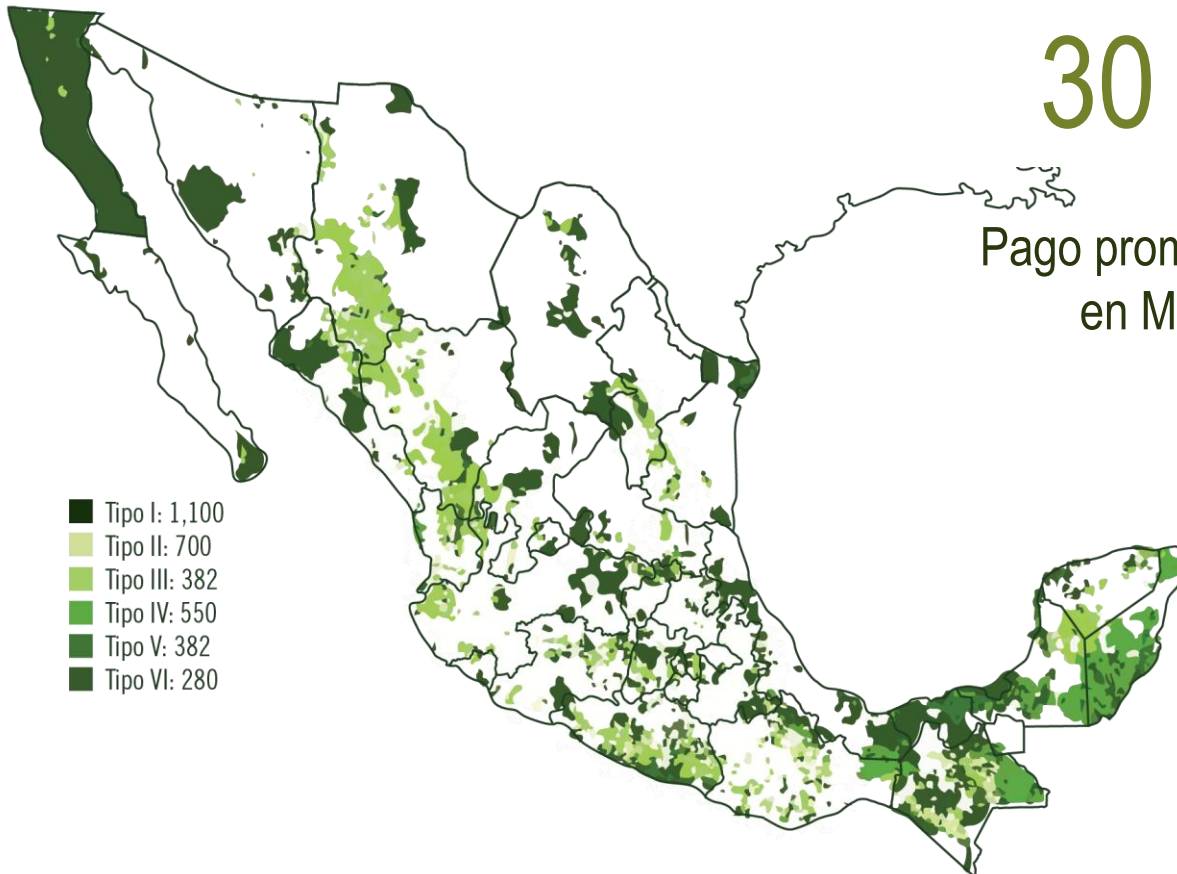 30
Pago prom
en M
Tipo I: 1,100
Tipo II: 700
Tipo III: 382
Tipo IV: 550
Tipo V: 382
Tipo VI: 280